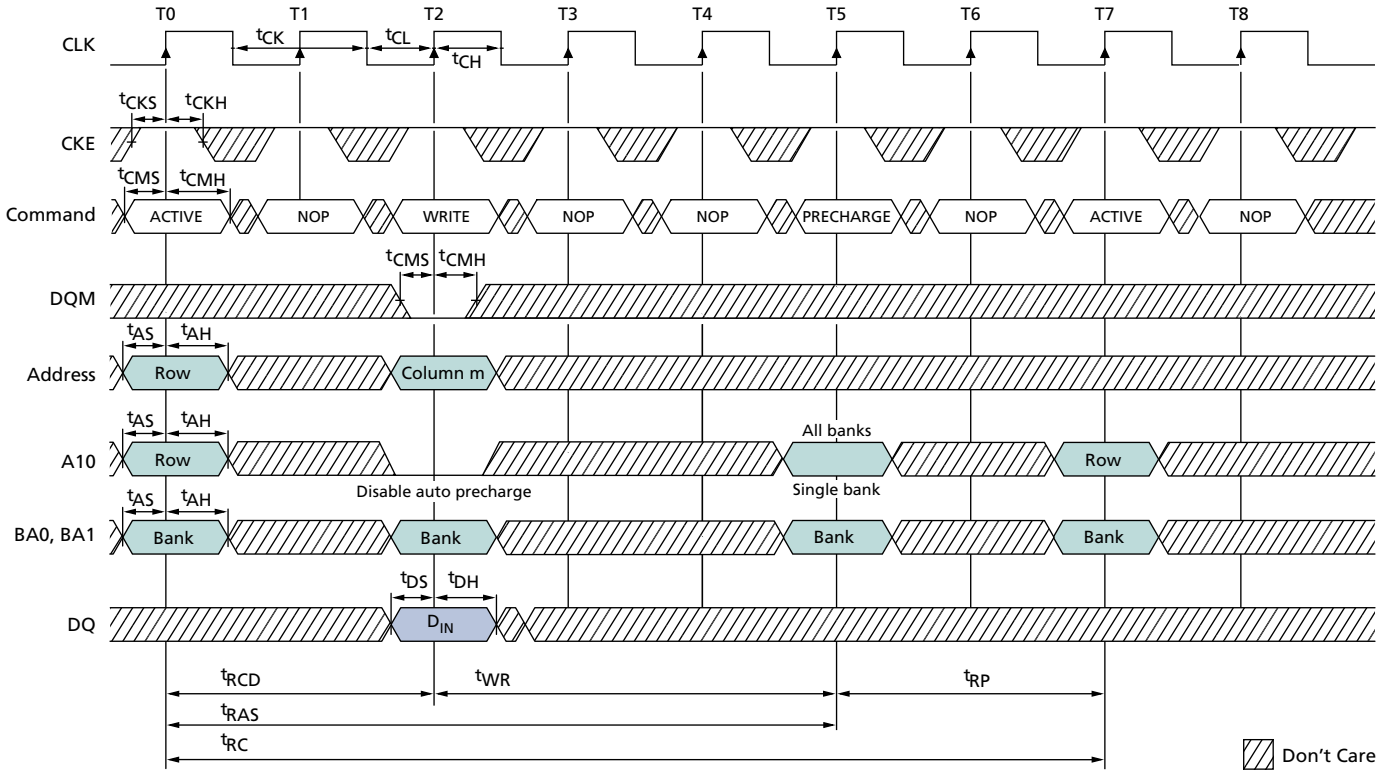 T0 T1 T2 T3 T4 T5 T6 T7 T8
CLK
tCK tCL
tCH
tCKS tCKH
CKE
tCMS tCMH
Command ACTIVE NOP WRITE NOP NOP PRECHARGE NOP ACTIVE NOP
tCMS tCMH
DQM
tAS tAH
Address Row Column m
tAS tAH
All banks
A10 Row Row
Disable auto precharge Single bank
tAS tAH
BA0, BA1 Bank Bank Bank Bank
tDS tDH
DQ DIN
tRCD tWR tRP
tRAS
tRC
Don't Care